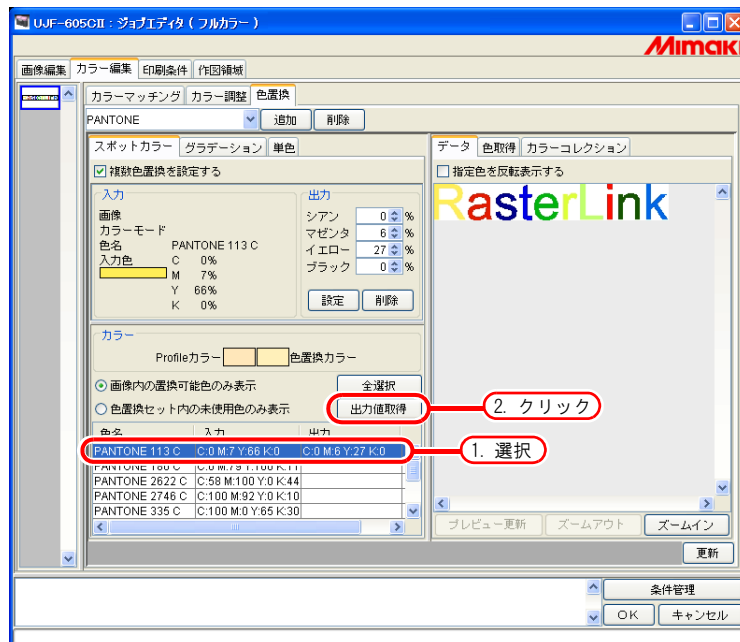 UJF-605CII : ジョブエディタ ( フルカラー )
Mimaki
画像編集 カラー編集 印刷条件 作図領域
カラーマッチング カラー調整 色置換
PANTONE 追加 削除
スポットカラー グラデーション 単色
複数色置換を設定する
入力
画像
カラーモード
色名 PANTONE 113 C
入力色 C 0%
M 7%
Y 66%
K 0%
出力
シアン 0 %
マゼンタ 6 %
イエロー 27 %
ブラック 0 %
設定 削除
カラー
Profileカラー 色置換カラー
画像内の置換可能色のみ表示 全選択
色置換セット内の未使用色のみ表示 出力値取得
色名 入力 出力
PANTONE 113 C C:0 M:7 Y:66 K:0 C:0 M:6 Y:27 K:0
PANTONE 180 C C:0 M:79 Y:100 K:11
PANTONE 2622 C C:58 M:100 Y:0 K:44
PANTONE 2746 C C:100 M:92 Y:0 K:10
PANTONE 335 C C:100 M:0 Y:65 K:30
データ 色取得 カラーコレクション
指定色を反転表示する
RasterLink
2. クリック
1. 選択
プレビュー更新 ズームアウト ズームイン
更新
条件管理
OK キャンセル